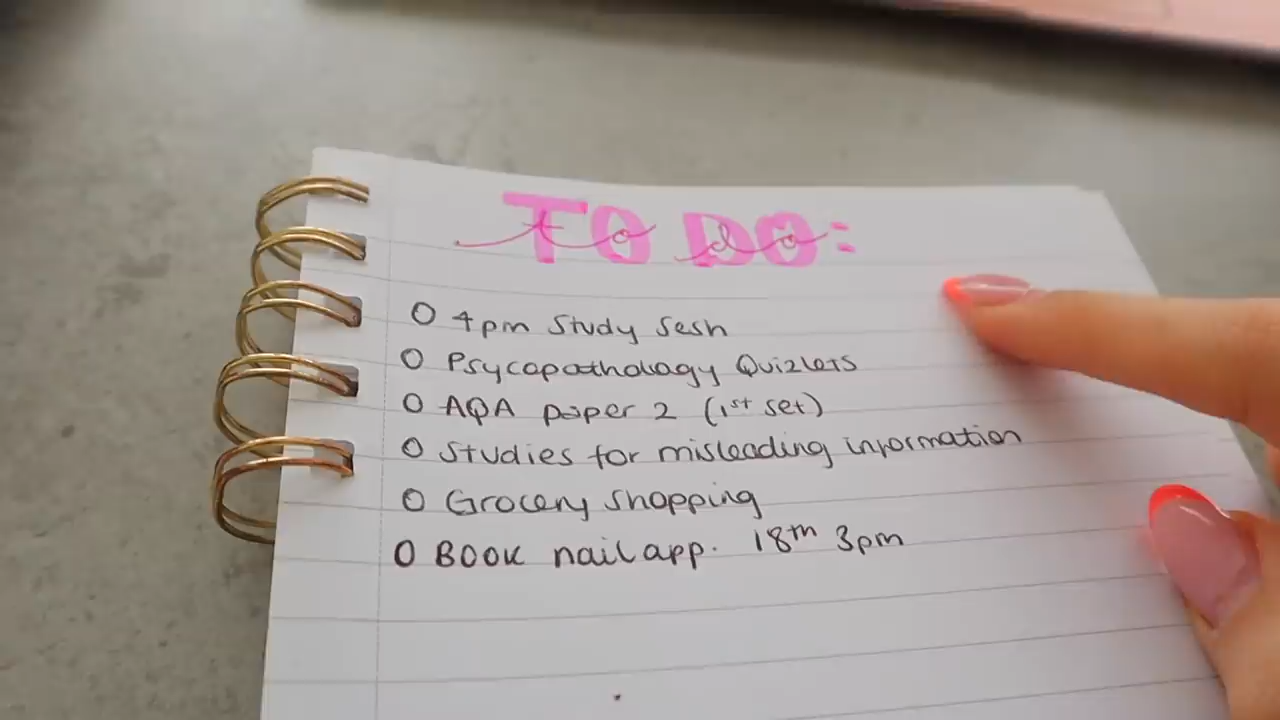 TO DO:
to do
O 4pm Study Sesh
O Psycopathology Quizlets
O AQA paper 2 (1st set)
O Studies for misleading information
O Grocery shopping
O BOOK nail app. 18th 3pm